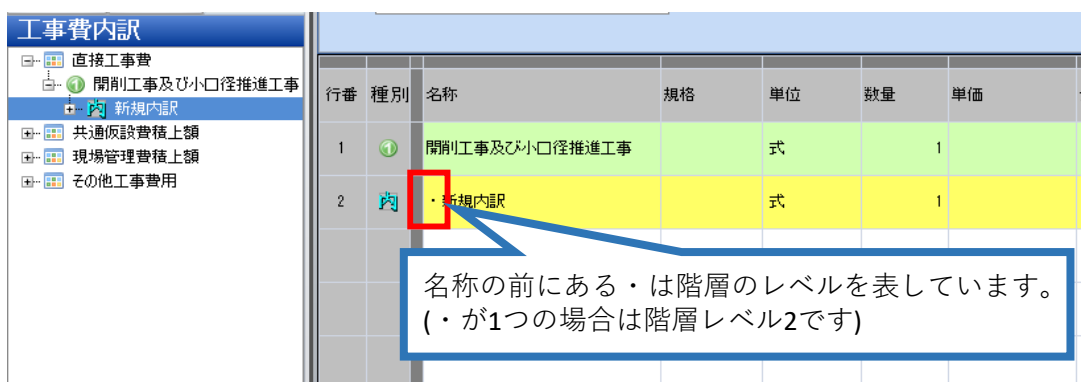 工事費内訳
直接工事費
1 開削工事及び小口径推進工事
内 新規内訳
共通仮設費積上額
現場管理費積上額
その他工事費用
行番 種別 名称 規格 単位 数量 単価
1 1 開削工事及び小口径推進工事 式 1
2 内 ・新規内訳 式 1
名称の前にある・は階層のレベルを表しています。
(・が1つの場合は階層レベル2です)